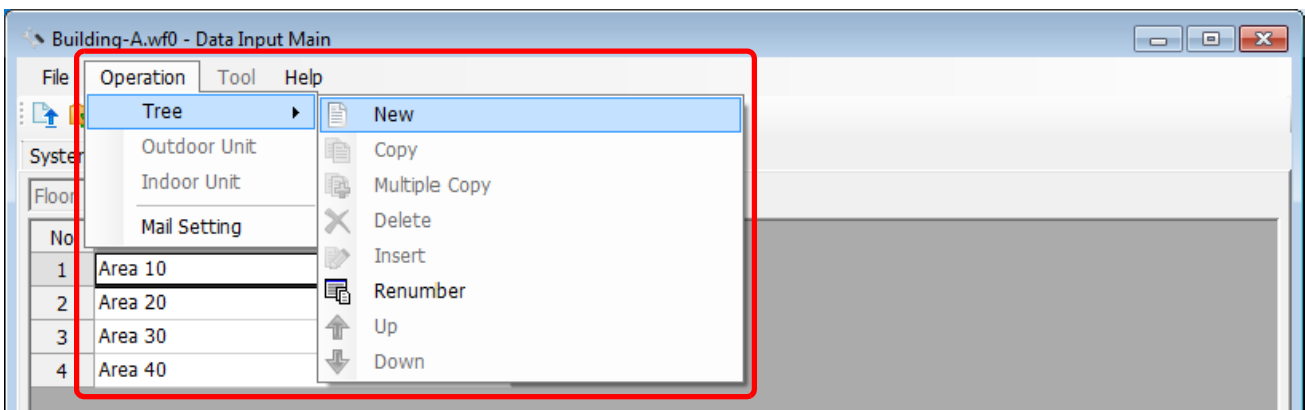 Building-A.wf0 - Data Input Main
File Operation Tool Help
Tree New
System
Outdoor Unit Copy
Floor
Indoor Unit Multiple Copy
Delete
No Mail Setting
Insert
1 Area 10
Renumber
2 Area 20
Up
3 Area 30
Down
4 Area 40